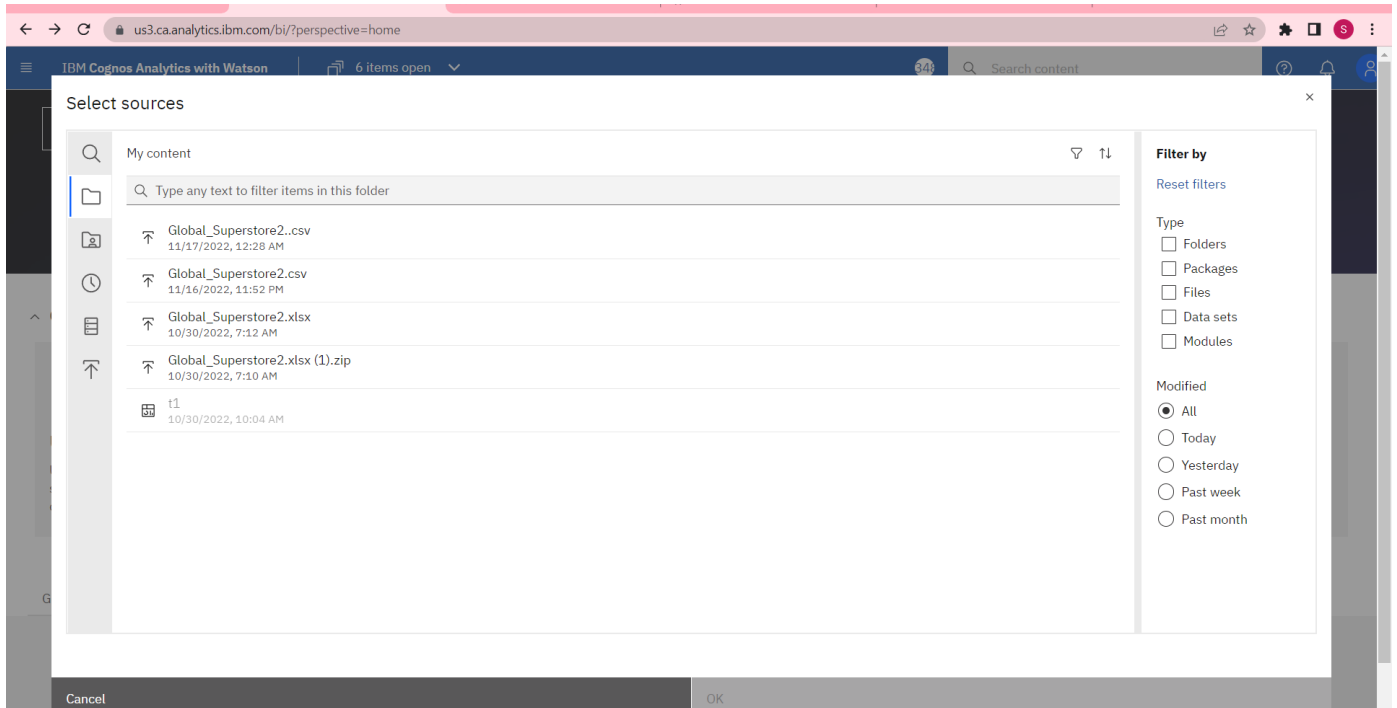 us3.ca.analytics.ibm.com/bi/?perspective=home
S
IBM Cognos Analytics with Watson
6 items open
348
Search content
Select sources
My content
Type any text to filter items in this folder
Global_Superstore2..csv
11/17/2022, 12:28 AM
Global_Superstore2.csv
11/16/2022, 11:52 PM
Global_Superstore2.xlsx
10/30/2022, 7:12 AM
Global_Superstore2.xlsx (1).zip
10/30/2022, 7:10 AM
t1
10/30/2022, 10:04 AM
Filter by
Reset filters
Type
Folders
Packages
Files
Data sets
Modules
Modified
All
Today
Yesterday
Past week
Past month
G
Cancel
OK